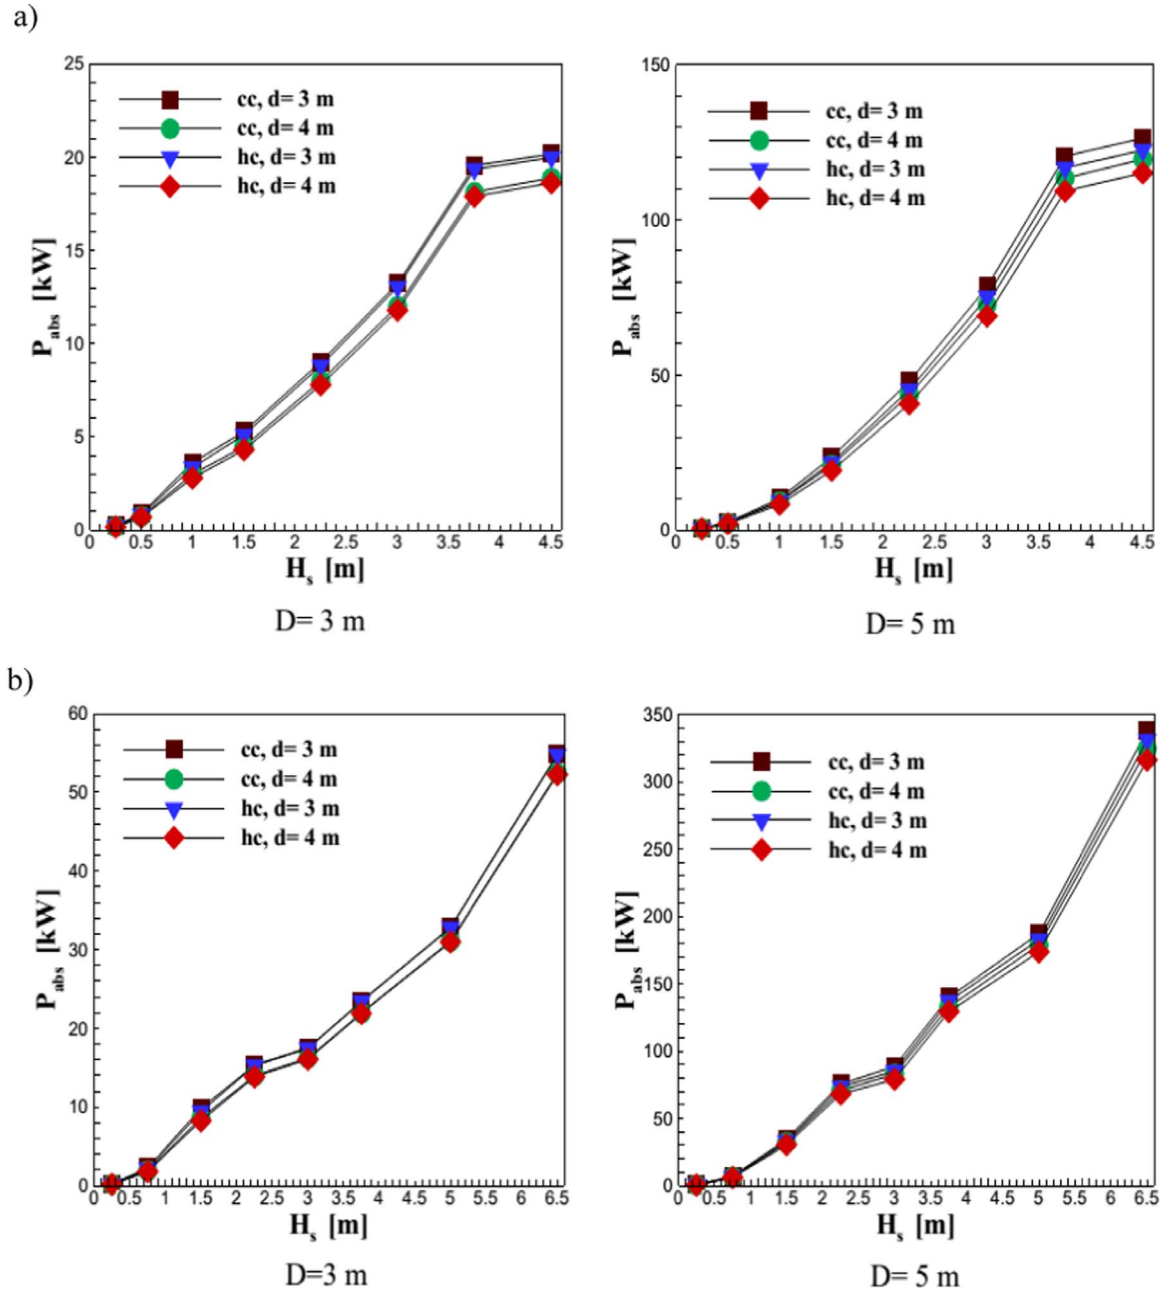 a)
25
20
15
10
5
0
cc, d= 3 m
cc, d= 4 m
hc, d= 3 m
hc, d= 4 m
P_abs [kW]
0 0.5 1 1.5 2 2.5 3 3.5 4 4.5
H_s [m]
D= 3 m
150
100
50
0
cc, d= 3 m
cc, d= 4 m
hc, d= 3 m
hc, d= 4 m
P_abs [kW]
0 0.5 1 1.5 2 2.5 3 3.5 4 4.5
H_s [m]
D= 5 m
b)
60
50
40
30
20
10
0
cc, d= 3 m
cc, d= 4 m
hc, d= 3 m
hc, d= 4 m
P_abs [kW]
0 0.5 1 1.5 2 2.5 3 3.5 4 4.5 5 5.5 6 6.5
H_s [m]
D=3 m
350
300
250
200
150
100
50
0
cc, d= 3 m
cc, d= 4 m
hc, d= 3 m
hc, d= 4 m
P_abs [kW]
0 0.5 1 1.5 2 2.5 3 3.5 4 4.5 5 5.5 6 6.5
H_s [m]
D= 5 m